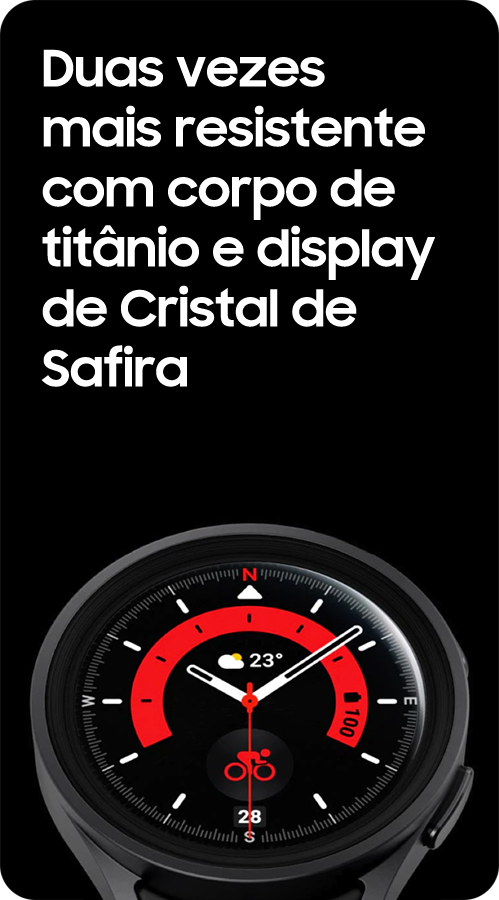 Duas vezes
mais resistente
com corpo de
titânio e display
de Cristal de
Safira
N
23°
W
E
100
28
S